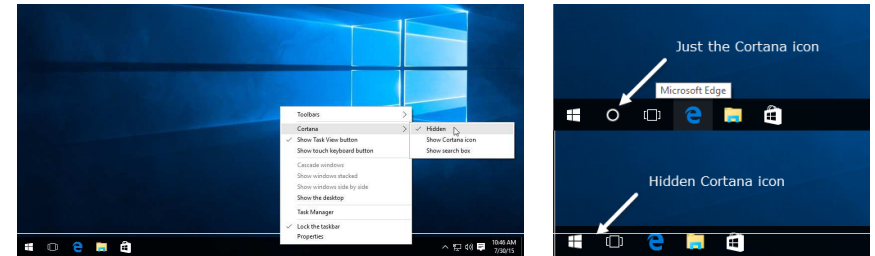 Toolbars
Cortana
Show Task View button
Show touch keyboard button
Cascade windows
Show windows stacked
Show windows side by side
Show the desktop
Task Manager
Lock the taskbar
Properties
Hidden
Show Cortana icon
Show search box
10:46 AM
7/30/15
Just the Cortana icon
Microsoft Edge
Hidden Cortana icon